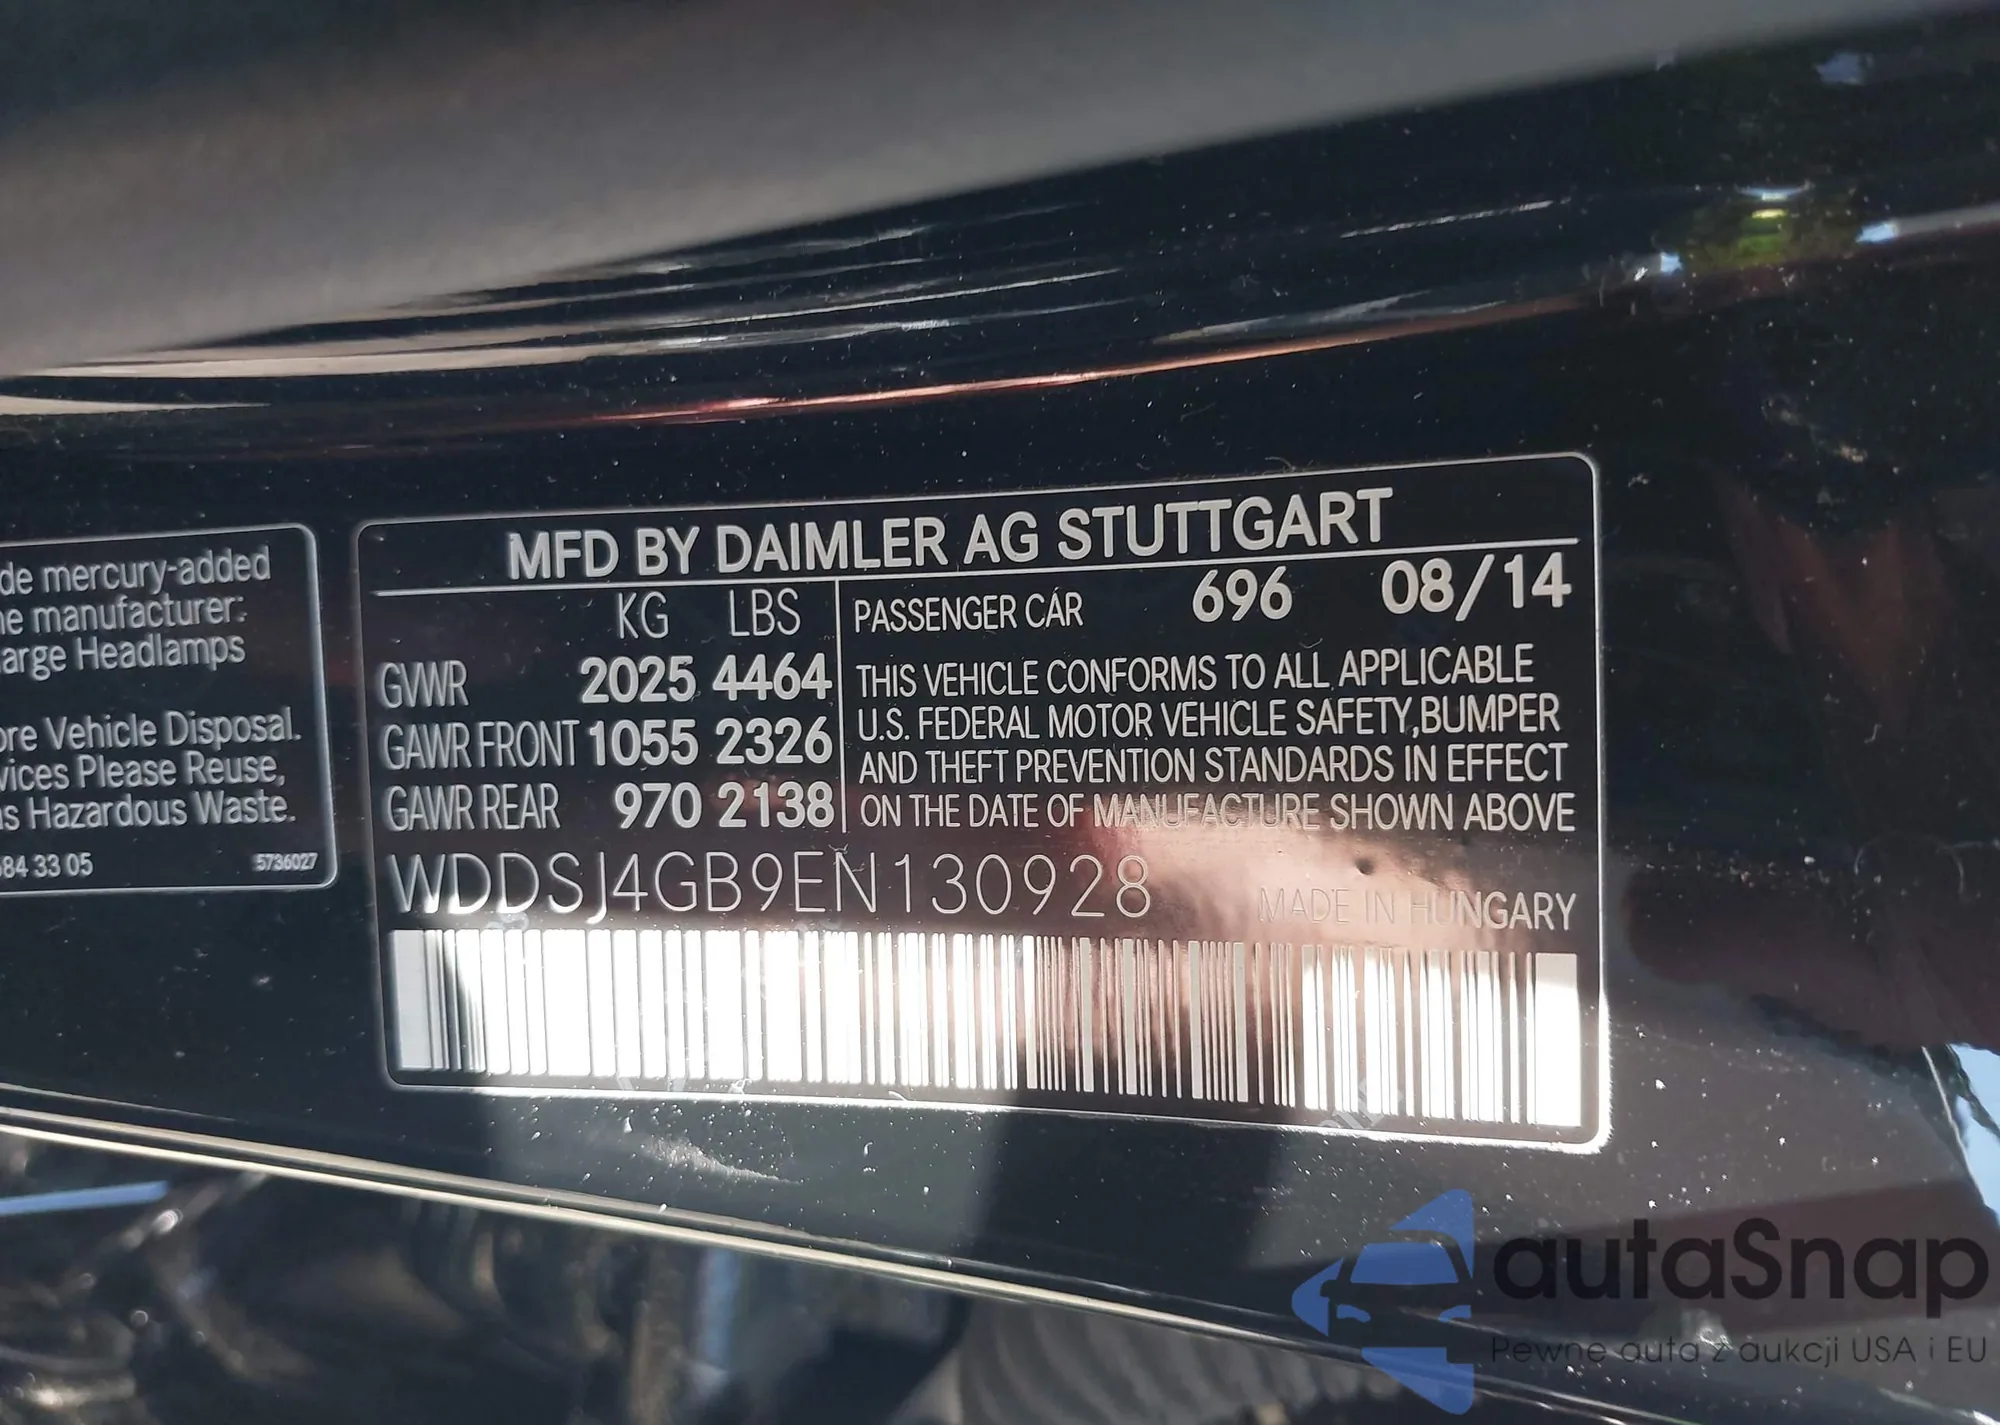 de mercury-added
ne manufacturer:
arge Headlamps
ore Vehicle Disposal.
vices Please Reuse,
as Hazardous Waste.
684 33 05 5736027
MFD BY DAIMLER AG STUTTGART
KG LBS
GVWR 2025 4464
GAWR FRONT 1055 2326
GAWR REAR 970 2138
PASSENGER CAR 696 08/14
THIS VEHICLE CONFORMS TO ALL APPLICABLE
U.S. FEDERAL MOTOR VEHICLE SAFETY,BUMPER
AND THEFT PREVENTION STANDARDS IN EFFECT
ON THE DATE OF MANUFACTURE SHOWN ABOVE
WDDSJ4GB9EN130928
MADE IN HUNGARY
autaSnap
Pewne auta z aukcji USA i EU